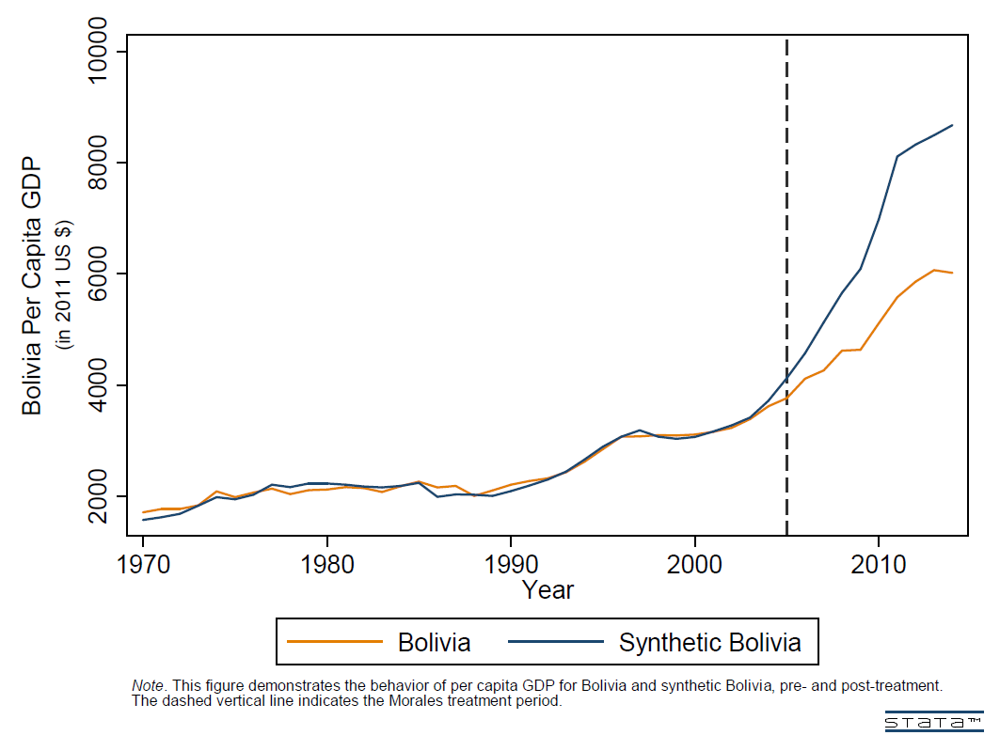 10000
8000
6000
4000
2000
Bolivia Per Capita GDP
(in 2011 US $)
1970 1980 1990 2000 2010
Year
Bolivia Synthetic Bolivia
Note. This figure demonstrates the behavior of per capita GDP for Bolivia and synthetic Bolivia, pre- and post-treatment.
The dashed vertical line indicates the Morales treatment period.
STATA™